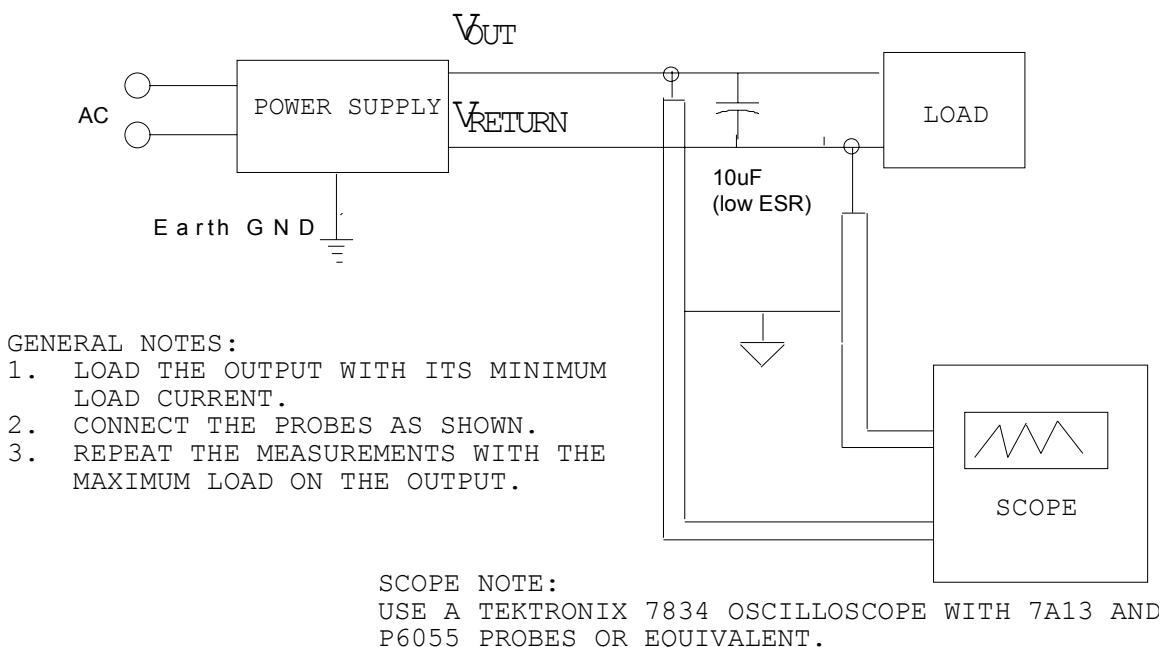 V OUT
AC
POWER SUPPLY
V RETURN
LOAD
10uF
(low ESR)
Earth GND
GENERAL NOTES:
1. LOAD THE OUTPUT WITH ITS MINIMUM
LOAD CURRENT.
2. CONNECT THE PROBES AS SHOWN.
3. REPEAT THE MEASUREMENTS WITH THE
MAXIMUM LOAD ON THE OUTPUT.
SCOPE
SCOPE NOTE:
USE A TEKTRONIX 7834 OSCILLOSCOPE WITH 7A13 AND
P6055 PROBES OR EQUIVALENT.